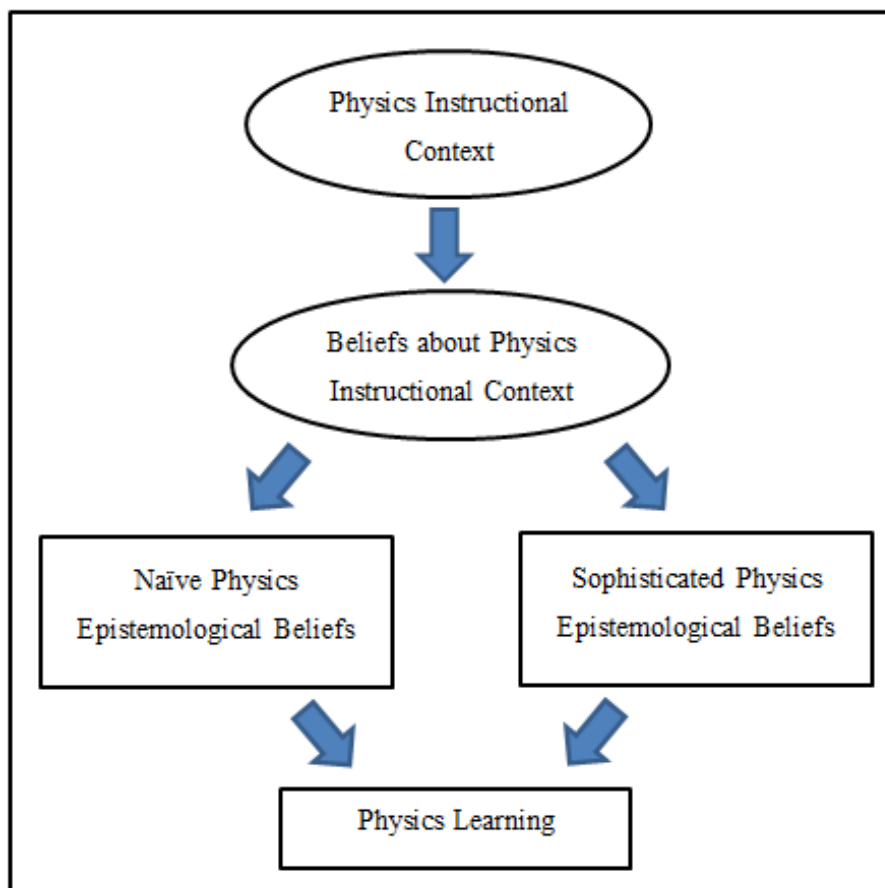 Physics Instructional
Context
Beliefs about Physics
Instructional Context
Naïve Physics
Epistemological Beliefs
Sophisticated Physics
Epistemological Beliefs
Physics Learning